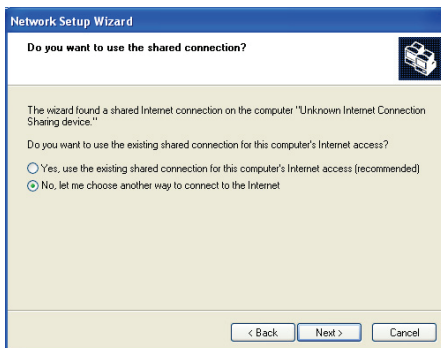 Network Setup Wizard
Do you want to use the shared connection?
The wizard found a shared Internet connection on the computer "Unknown Internet Connection
Sharing device."
Do you want to use the existing shared connection for this computer's Internet access?
Yes, use the existing shared connection for this computer's Internet access (recommended)
No, let me choose another way to connect to the Internet
< Back Next > Cancel